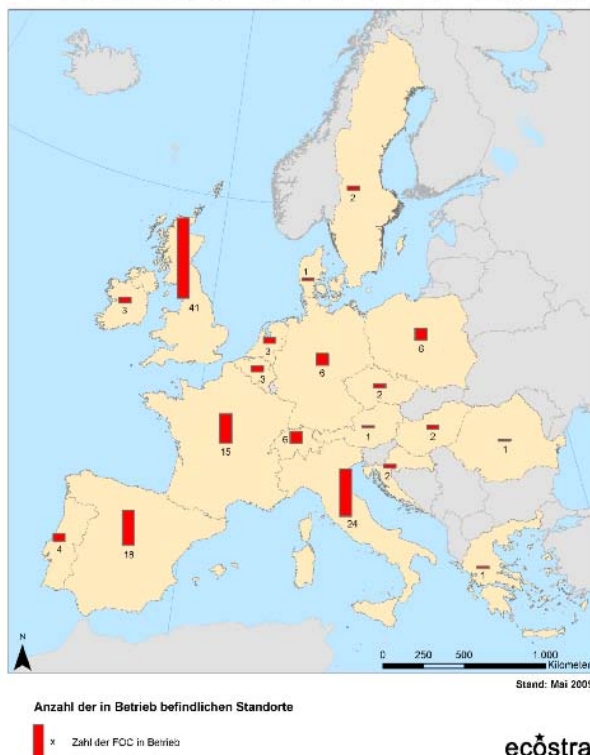 2
1
41
3
3
6
3
6
2
1
2
1
15
6
2
24
18
4
1
N
0 250 500 1.000
Kilometer
Stand: Mai 2009
Anzahl der in Betrieb befindlichen Standorte
x Zahl der FOC in Betrieb
ecostra